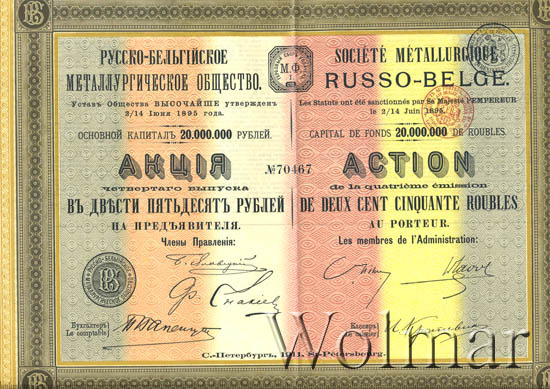 РУССКО-БЕЛЬГІЙСКОЕ
МЕТАЛЛУРГИЧЕСКОЕ ОБЩЕСТВО.
Уставъ Общества ВЫСОЧАЙШЕ утвержденъ
2/14 Іюня 1895 года.
ОСНОВНОЙ КАПИТАЛЪ 20.000.000 РУБЛЕЙ.
М.Ф.
SOCIÉTÉ MÉTALLURGIQUE
RUSSO-BELGE.
Les Statuts ont été sanctionnés par Sa Majesté l'EMPEREUR
le 2/14 Juin 1895.
CAPITAL DE FONDS 20.000.000 DE ROUBLES.
АКЦІЯ
№70467
ACTION
четвертаго выпуска
de la quatrième émission
ВЪ ДВѢСТИ ПЯТЬДЕСЯТЪ РУБЛЕЙ
DE DEUX CENT CINQUANTE ROUBLES
НА ПРЕДЪЯВИТЕЛЯ.
AU PORTEUR.
Члены Правленія:
Les membres de l'Administration:
Бухгалтеръ
Le comptable
Кассиръ
Le caissier
С.-Петербургъ, 1911, St-Pétersbourg.
Wolmar